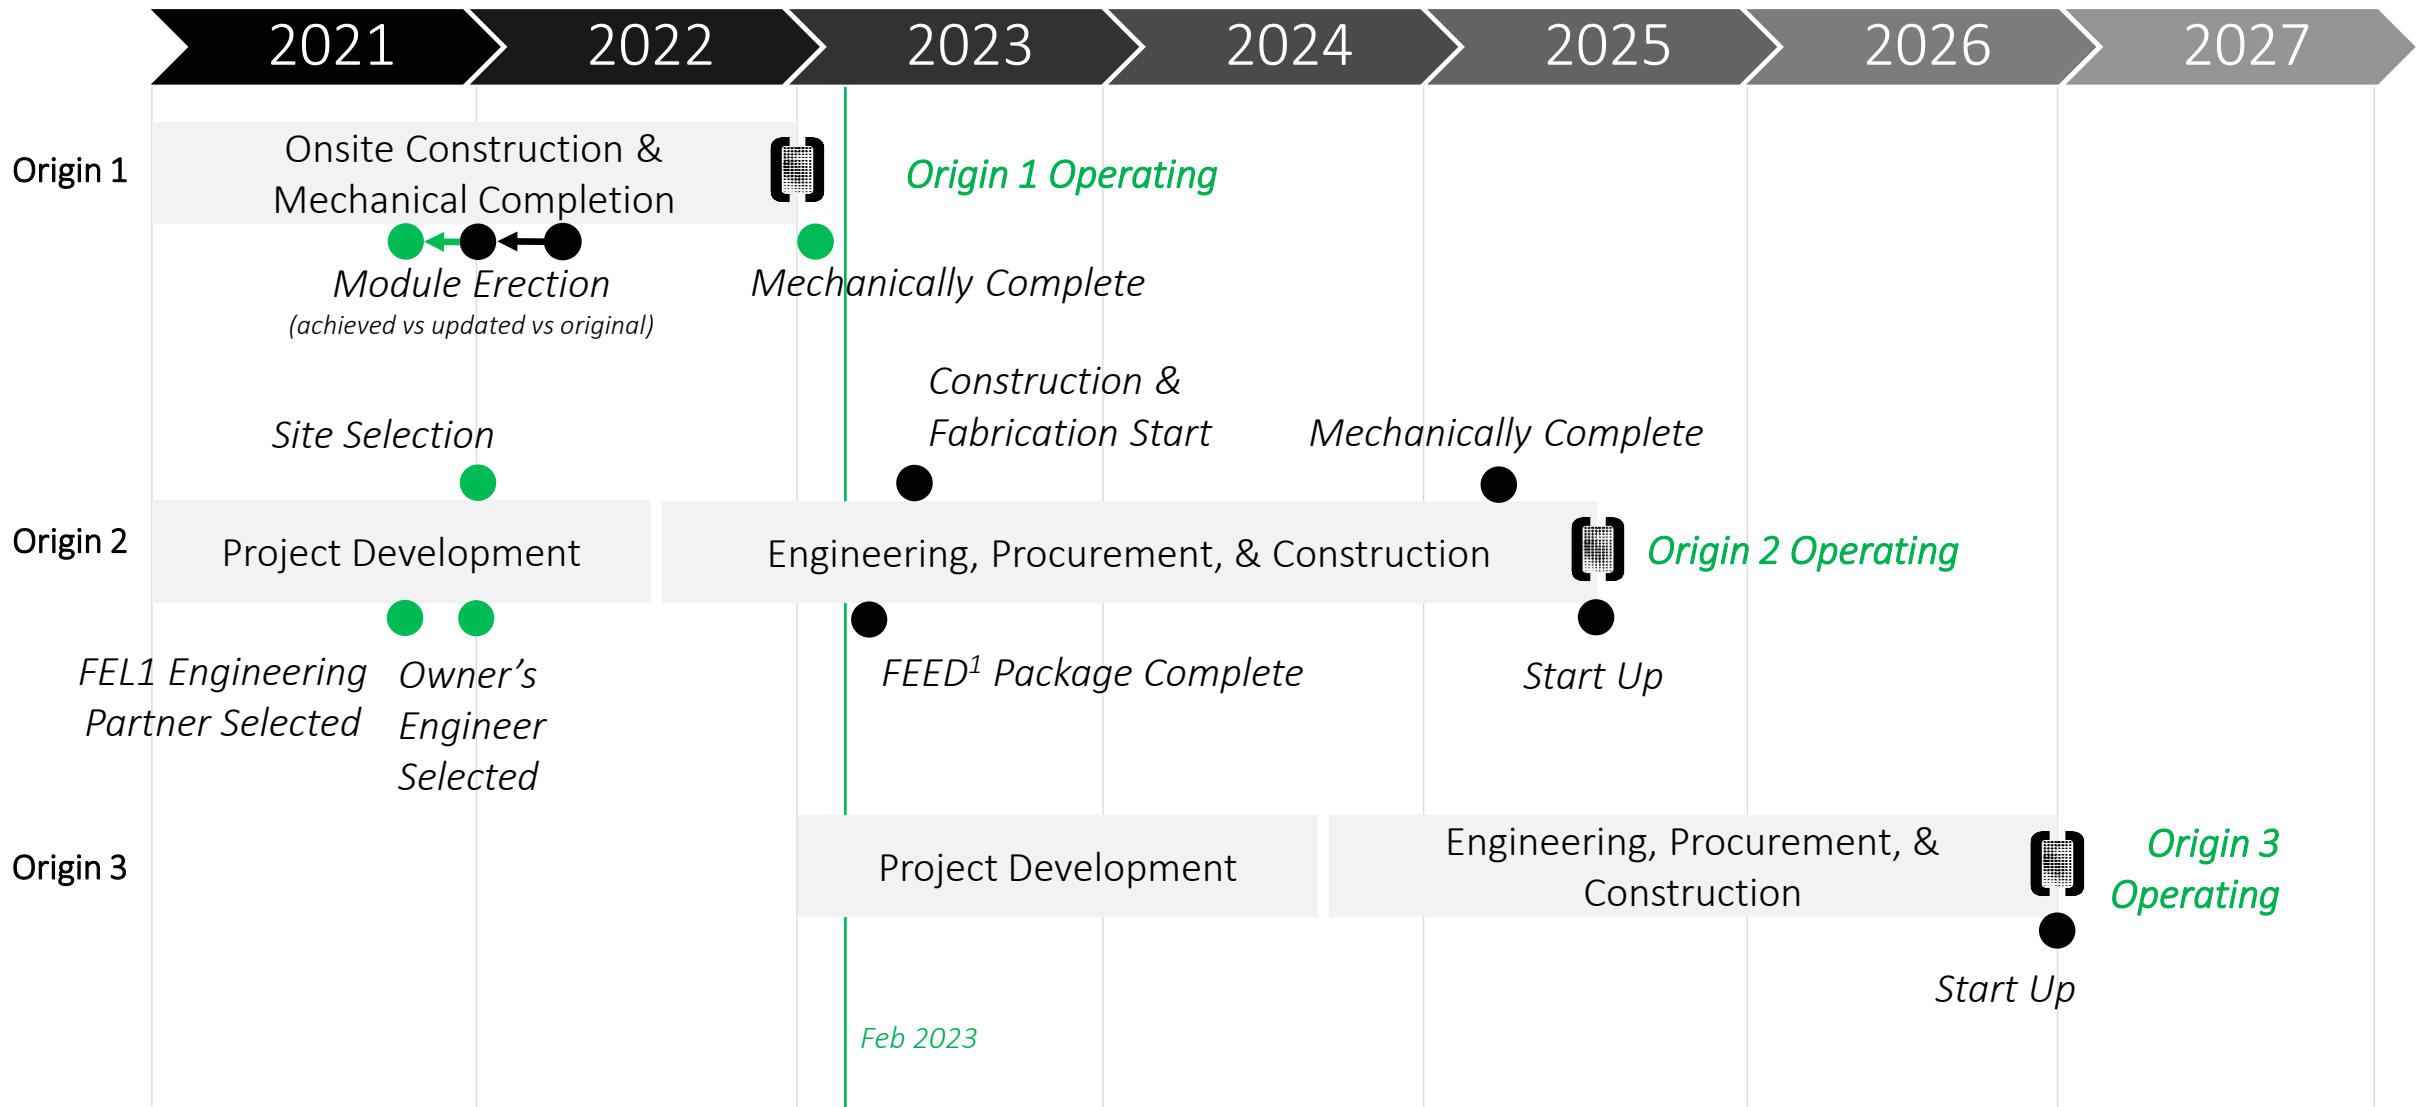 2021 2022 2023 2024 2025 2026 2027
Origin 1
Onsite Construction &
Mechanical Completion
Origin 1 Operating
Module Erection
(achieved vs updated vs original)
Mechanically Complete
Site Selection
Construction &
Fabrication Start
Mechanically Complete
Origin 2
Project Development
Engineering, Procurement, & Construction
Origin 2 Operating
FEL1 Engineering
Partner Selected
Owner’s
Engineer
Selected
FEED¹ Package Complete
Start Up
Origin 3
Project Development
Engineering, Procurement, &
Construction
Origin 3
Operating
Start Up
Feb 2023